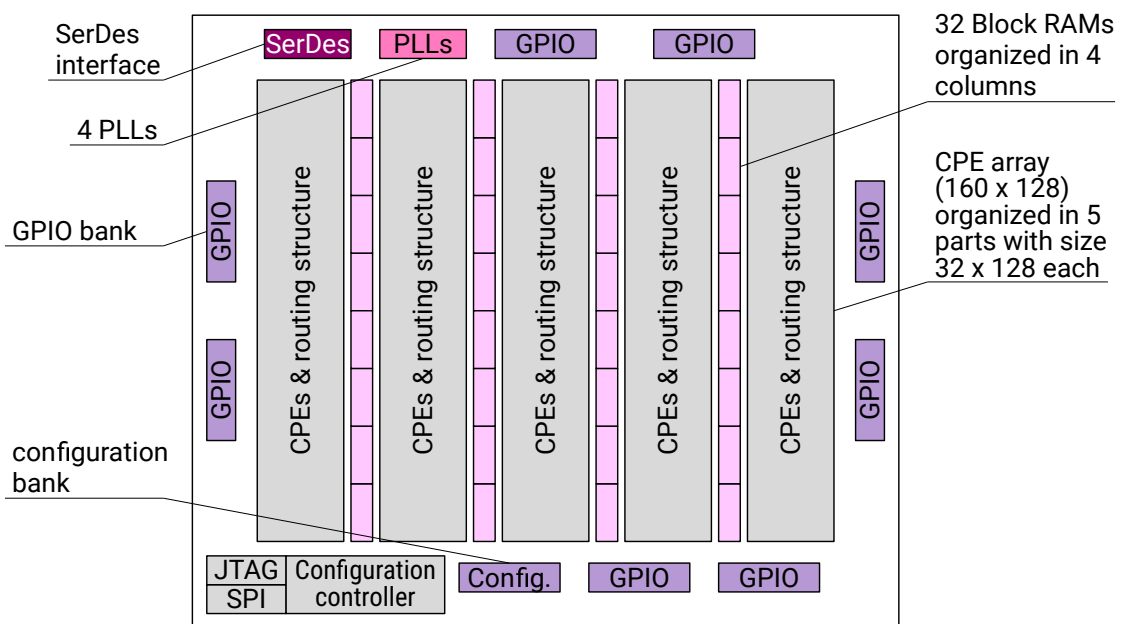 SerDes
interface
4 PLLs
GPIO bank
configuration
bank
SerDes
PLLs
GPIO
GPIO
32 Block RAMs
organized in 4
columns
CPE array
(160 x 128)
organized in 5
parts with size
32 x 128 each
GPIO
GPIO
CPEs & routing structure
CPEs & routing structure
CPEs & routing structure
CPEs & routing structure
CPEs & routing structure
GPIO
GPIO
JTAG
SPI
Configuration
controller
Config.
GPIO
GPIO